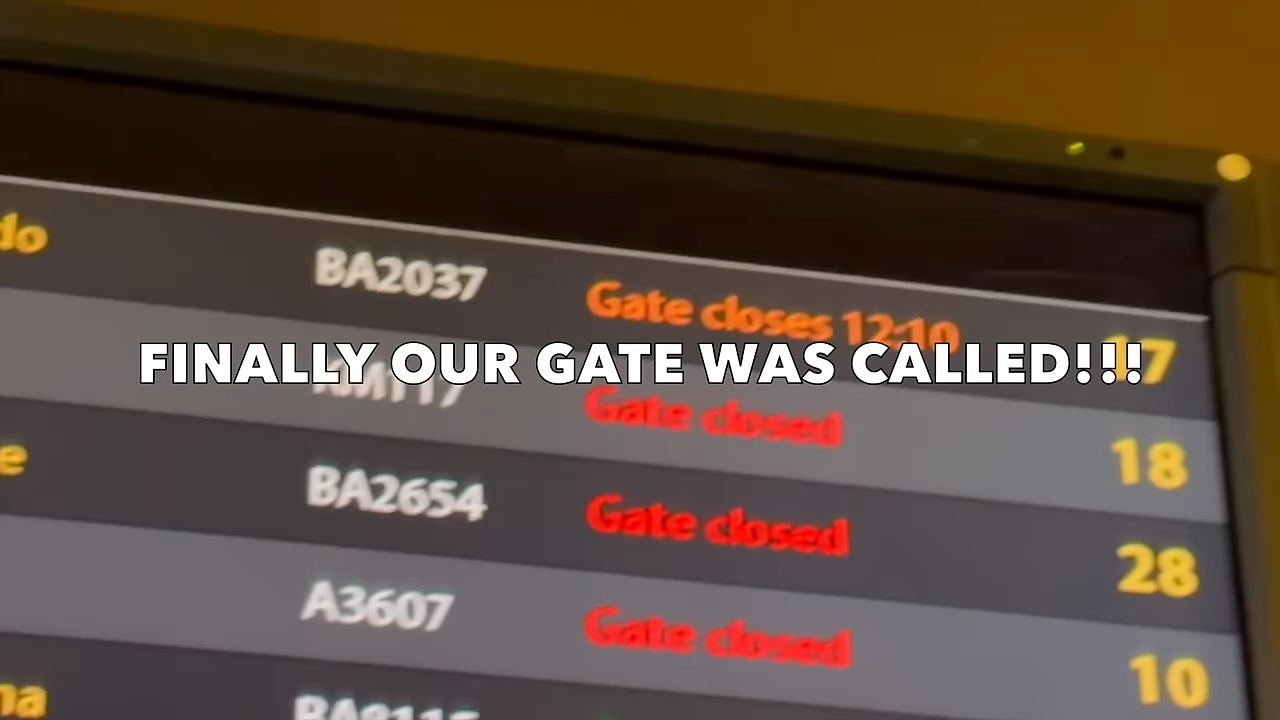 do BA2037 Gate closes 12:10 17
FINALLY OUR GATE WAS CALLED!!!
Gate closed 18
e BA2654 Gate closed 28
A3607 Gate closed 10
na